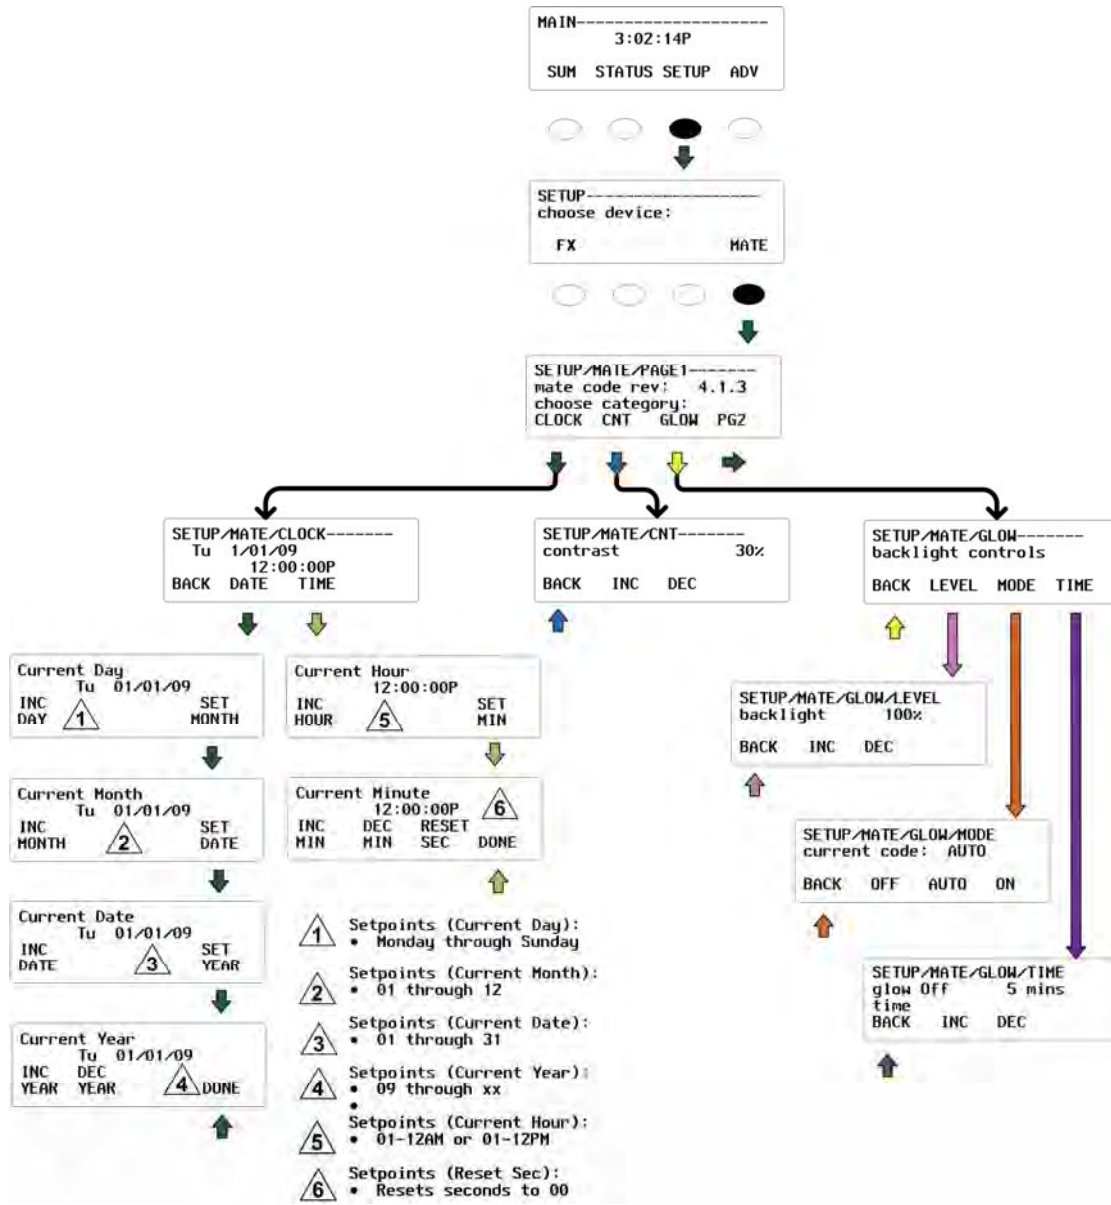 MAIN--------------------
3:02:14P
SUM STATUS SETUP ADV
SETUP------------------
choose device:
FX MATE
SETUP/MATE/PAGE1-------
mate code rev: 4.1.3
choose category:
CLOCK CNT GLOW PG2
SETUP/MATE/CLOCK-------
Tu 1/01/09
12:00:00P
BACK DATE TIME
SETUP/MATE/CNT-------
contrast 30%
BACK INC DEC
SETUP/MATE/GLOW-------
backlight controls
BACK LEVEL MODE TIME
Current Day
Tu 01/01/09
INC SET
DAY 1 MONTH
Current Month
Tu 01/01/09
INC SET
MONTH 2 DATE
Current Date
Tu 01/01/09
INC SET
DATE 3 YEAR
Current Year
Tu 01/01/09
INC DEC
YEAR YEAR 4 DONE
Current Hour
12:00:00P
INC SET
HOUR 5 MIN
Current Minute
12:00:00P 6
INC DEC RESET
MIN MIN SEC DONE
1 Setpoints (Current Day):
• Monday through Sunday
2 Setpoints (Current Month):
• 01 through 12
3 Setpoints (Current Date):
• 01 through 31
4 Setpoints (Current Year):
• 09 through xx
•
5 Setpoints (Current Hour):
• 01-12AM or 01-12PM
6 Setpoints (Reset Sec):
• Resets seconds to 00
SETUP/MATE/GLOW/LEVEL
backlight 100%
BACK INC DEC
SETUP/MATE/GLOW/MODE
current code: AUTO
BACK OFF AUTO ON
SETUP/MATE/GLOW/TIME
glow Off 5 mins
time
BACK INC DEC